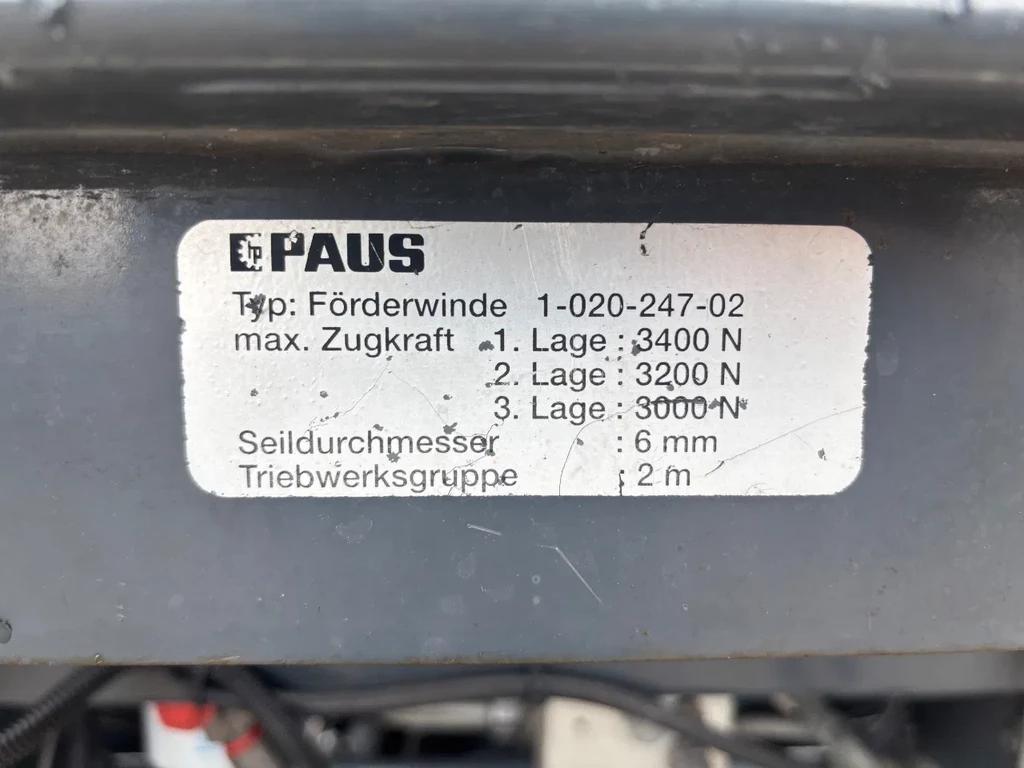 PAUS
Typ: Förderwinde 1-020-247-02
max. Zugkraft 1. Lage : 3400 N
2. Lage : 3200 N
3. Lage : 3000 N
Seildurchmesser : 6 mm
Triebwerksgruppe : 2 m